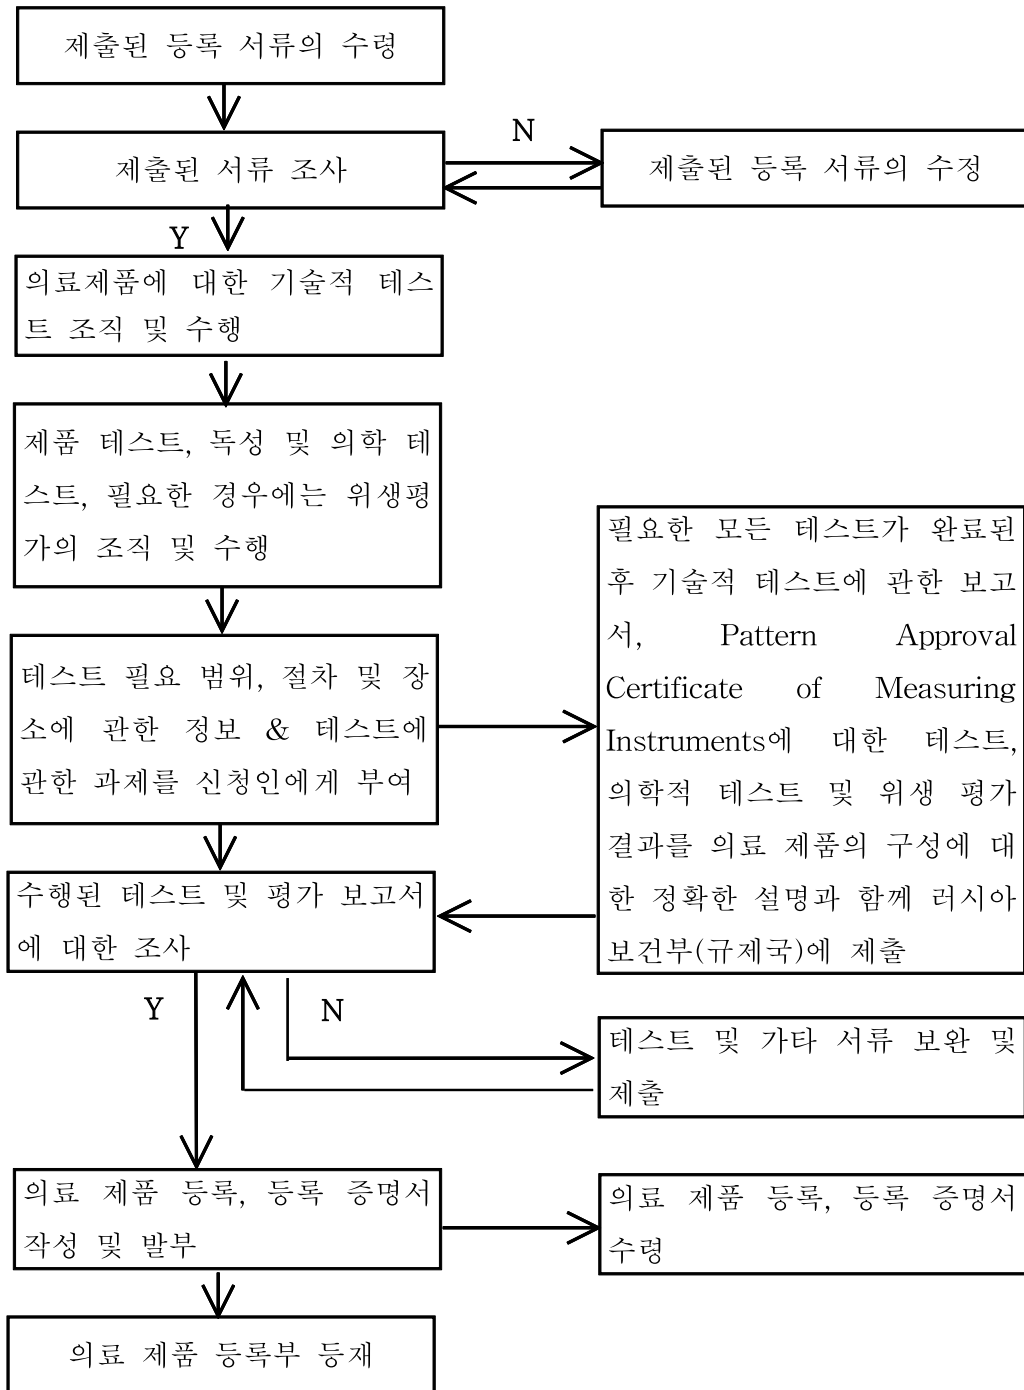 제출된 등록 서류의 수령
N
제출된 서류 조사
제출된 등록 서류의 수정
Y
의료제품에 대한 기술적 테스
트 조직 및 수행
제품 테스트, 독성 및 의학 테
스트, 필요한 경우에는 위생평
가의 조직 및 수행
테스트 필요 범위, 절차 및 장
소에 관한 정보 & 테스트에
관한 과제를 신청인에게 부여
필요한 모든 테스트가 완료된
후 기술적 테스트에 관한 보고
서, Pattern Approval
Certificate of Measuring
Instruments에 대한 테스트,
의학적 테스트 및 위생 평가
결과를 의료 제품의 구성에 대
한 정확한 설명과 함께 러시아
보건부(규제국)에 제출
수행된 테스트 및 평가 보고서
에 대한 조사
Y
N
테스트 및 가타 서류 보완 및
제출
의료 제품 등록, 등록 증명서
작성 및 발부
의료 제품 등록, 등록 증명서
수령
의료 제품 등록부 등재